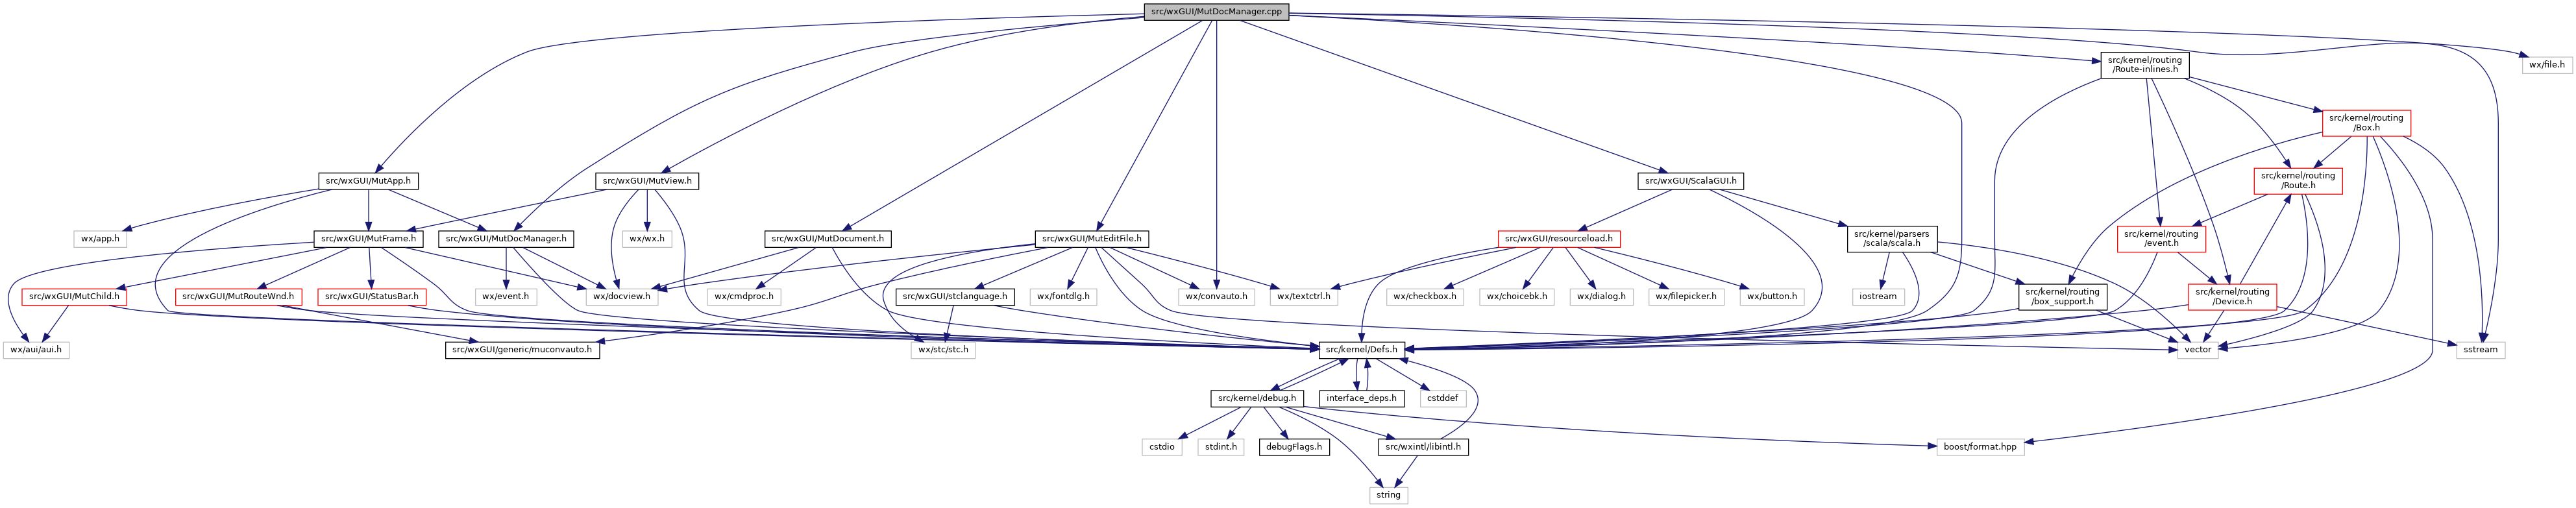 src/wxGUI/MutDocManager.cpp
src/kernel/routing
/Route-inlines.h
wx/file.h
src/kernel/routing
/Box.h
src/wxGUI/MutApp.h
src/wxGUI/MutView.h
src/wxGUI/ScalaGUI.h
src/kernel/routing
/Route.h
wx/app.h
src/wxGUI/MutFrame.h
src/wxGUI/MutDocManager.h
wx/wx.h
src/wxGUI/MutDocument.h
src/wxGUI/MutEditFile.h
src/wxGUI/resourceload.h
src/kernel/parsers
/scala/scala.h
src/kernel/routing
/event.h
src/wxGUI/MutChild.h
src/wxGUI/MutRouteWnd.h
src/wxGUI/StatusBar.h
wx/event.h
wx/docview.h
wx/cmdproc.h
src/wxGUI/stclanguage.h
wx/fontdlg.h
wx/convauto.h
wx/textctrl.h
wx/checkbox.h
wx/choicebk.h
wx/dialog.h
wx/filepicker.h
wx/button.h
iostream
src/kernel/routing
/box_support.h
src/kernel/routing
/Device.h
wx/aui/aui.h
src/wxGUI/generic/muconvauto.h
wx/stc/stc.h
src/kernel/Defs.h
vector
sstream
src/kernel/debug.h
interface_deps.h
cstddef
cstdio
stdint.h
debugFlags.h
src/wxintl/libintl.h
boost/format.hpp
string